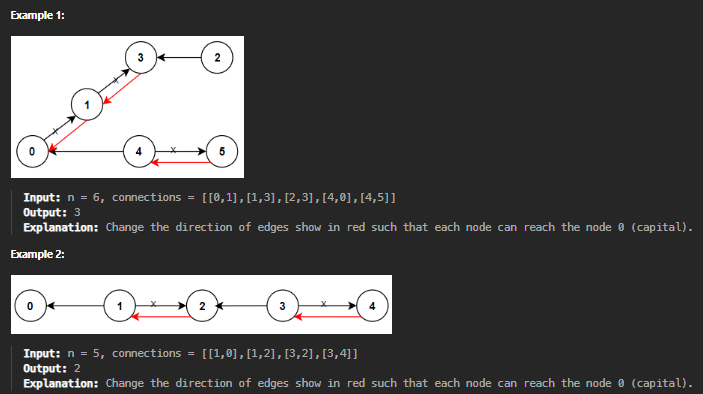 Example 1:
3
2
x
1
x
0
4
x
5
Input: n = 6, connections = [[0,1],[1,3],[2,3],[4,0],[4,5]]
Output: 3
Explanation: Change the direction of edges show in red such that each node can reach the node 0 (capital).
Example 2:
0
1
x
2
3
x
4
Input: n = 5, connections = [[1,0],[1,2],[3,2],[3,4]]
Output: 2
Explanation: Change the direction of edges show in red such that each node can reach the node 0 (capital).